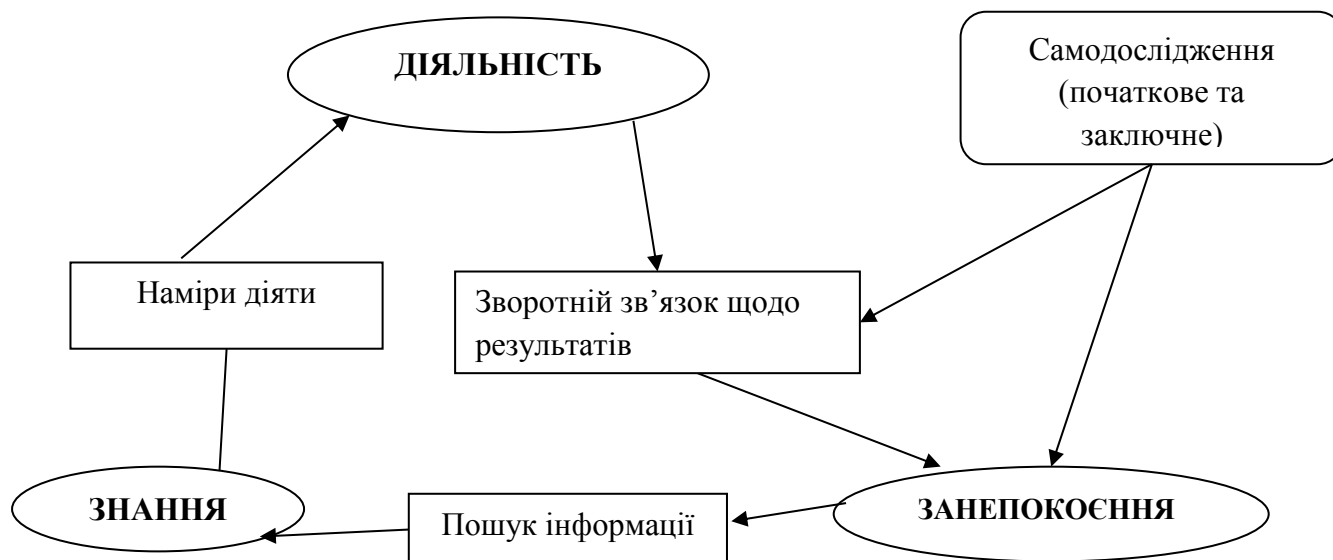 ДІЯЛЬНІСТЬ
Самодослідження
(початкове та
заключне)
Наміри діяти
Зворотній зв’язок щодо
результатів
ЗНАННЯ
Пошук інформації
ЗАНЕПОКОЄННЯ